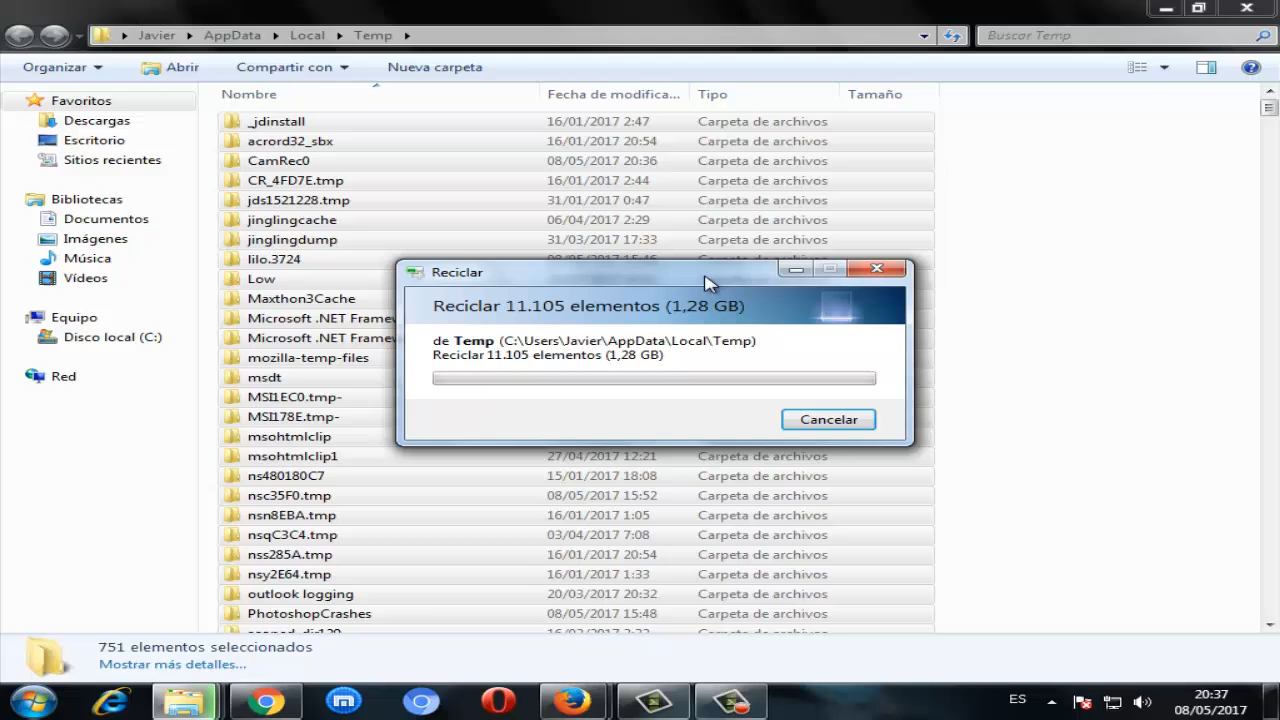 Javier AppData Local Temp
Buscar Temp
Organizar Abrir Compartir con Nueva carpeta
Favoritos
Descargas
Escritorio
Sitios recientes
Bibliotecas
Documentos
Imágenes
Música
Vídeos
Equipo
Disco local (C:)
Red
Nombre Fecha de modifica... Tipo Tamaño
_jdinstall 16/01/2017 2:47 Carpeta de archivos
acrord32_sbx 16/01/2017 20:54 Carpeta de archivos
CamRec0 08/05/2017 20:36 Carpeta de archivos
CR_4FD7E.tmp 16/01/2017 2:44 Carpeta de archivos
jds1521228.tmp 31/01/2017 0:47 Carpeta de archivos
jinglingcache 06/04/2017 2:29 Carpeta de archivos
jinglingdump 31/03/2017 17:33 Carpeta de archivos
lilo.3724
Low
Maxthon3Cache
Microsoft .NET Framew
Microsoft .NET Framew
mozilla-temp-files
msdt
MSI1EC0.tmp-
MSI178E.tmp-
msohtmlclip
msohtmlclip1 27/04/2017 12:21 Carpeta de archivos
ns480180C7 15/01/2017 18:08 Carpeta de archivos
nsc35F0.tmp 08/05/2017 15:52 Carpeta de archivos
nsn8EBA.tmp 16/01/2017 1:05 Carpeta de archivos
nsqC3C4.tmp 03/04/2017 7:08 Carpeta de archivos
nss285A.tmp 16/01/2017 20:54 Carpeta de archivos
nsy2E64.tmp 16/01/2017 1:33 Carpeta de archivos
outlook logging 20/03/2017 20:32 Carpeta de archivos
PhotoshopCrashes 08/05/2017 15:48 Carpeta de archivos
Reciclar
Reciclar 11.105 elementos (1,28 GB)
de Temp (C:\Users\Javier\AppData\Local\Temp)
Reciclar 11.105 elementos (1,28 GB)
Cancelar
751 elementos seleccionados
Mostrar más detalles...
ES
20:37
08/05/2017